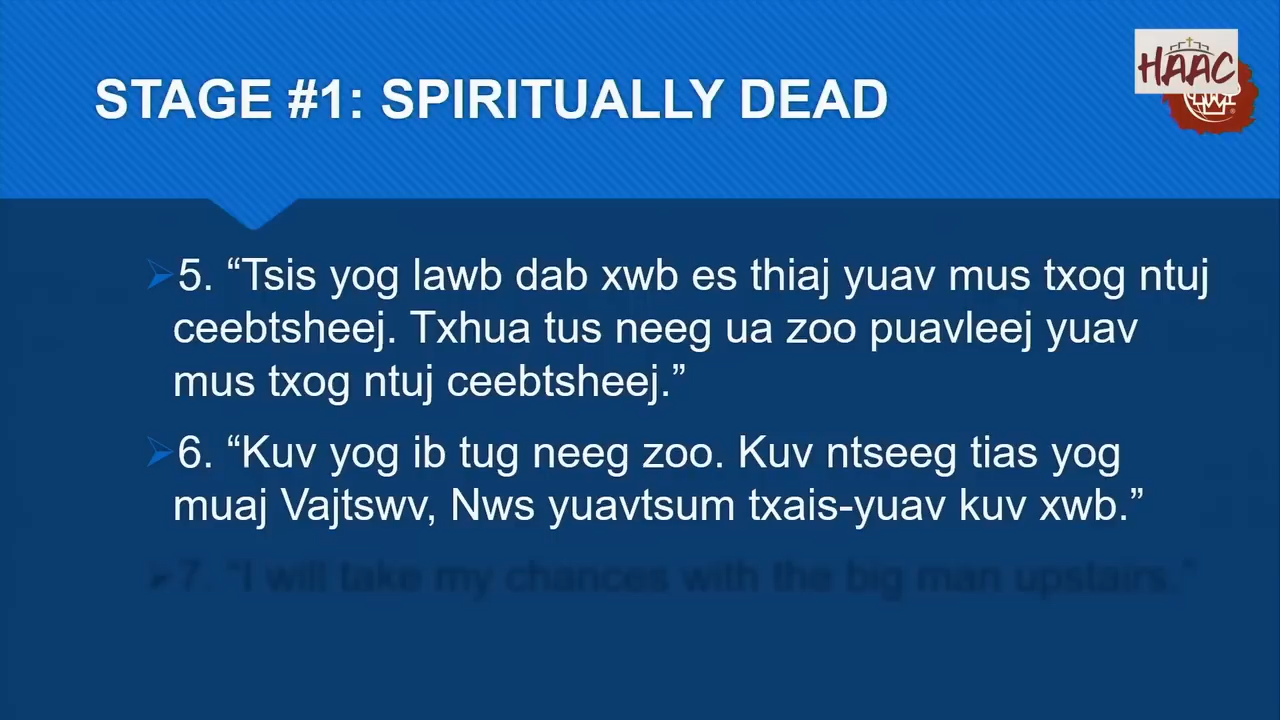 HAAC
STAGE #1: SPIRITUALLY DEAD
5. “Tsis yog lawb dab xwb es thiaj yuav mus txog ntuj
ceebtsheej. Txhua tus neeg ua zoo puavleej yuav
mus txog ntuj ceebtsheej.”
6. “Kuv yog ib tug neeg zoo. Kuv ntseeg tias yog
muaj Vajtswv, Nws yuavtsum txais-yuav kuv xwb.”
7. “I will take my chances with the big man upstairs.”